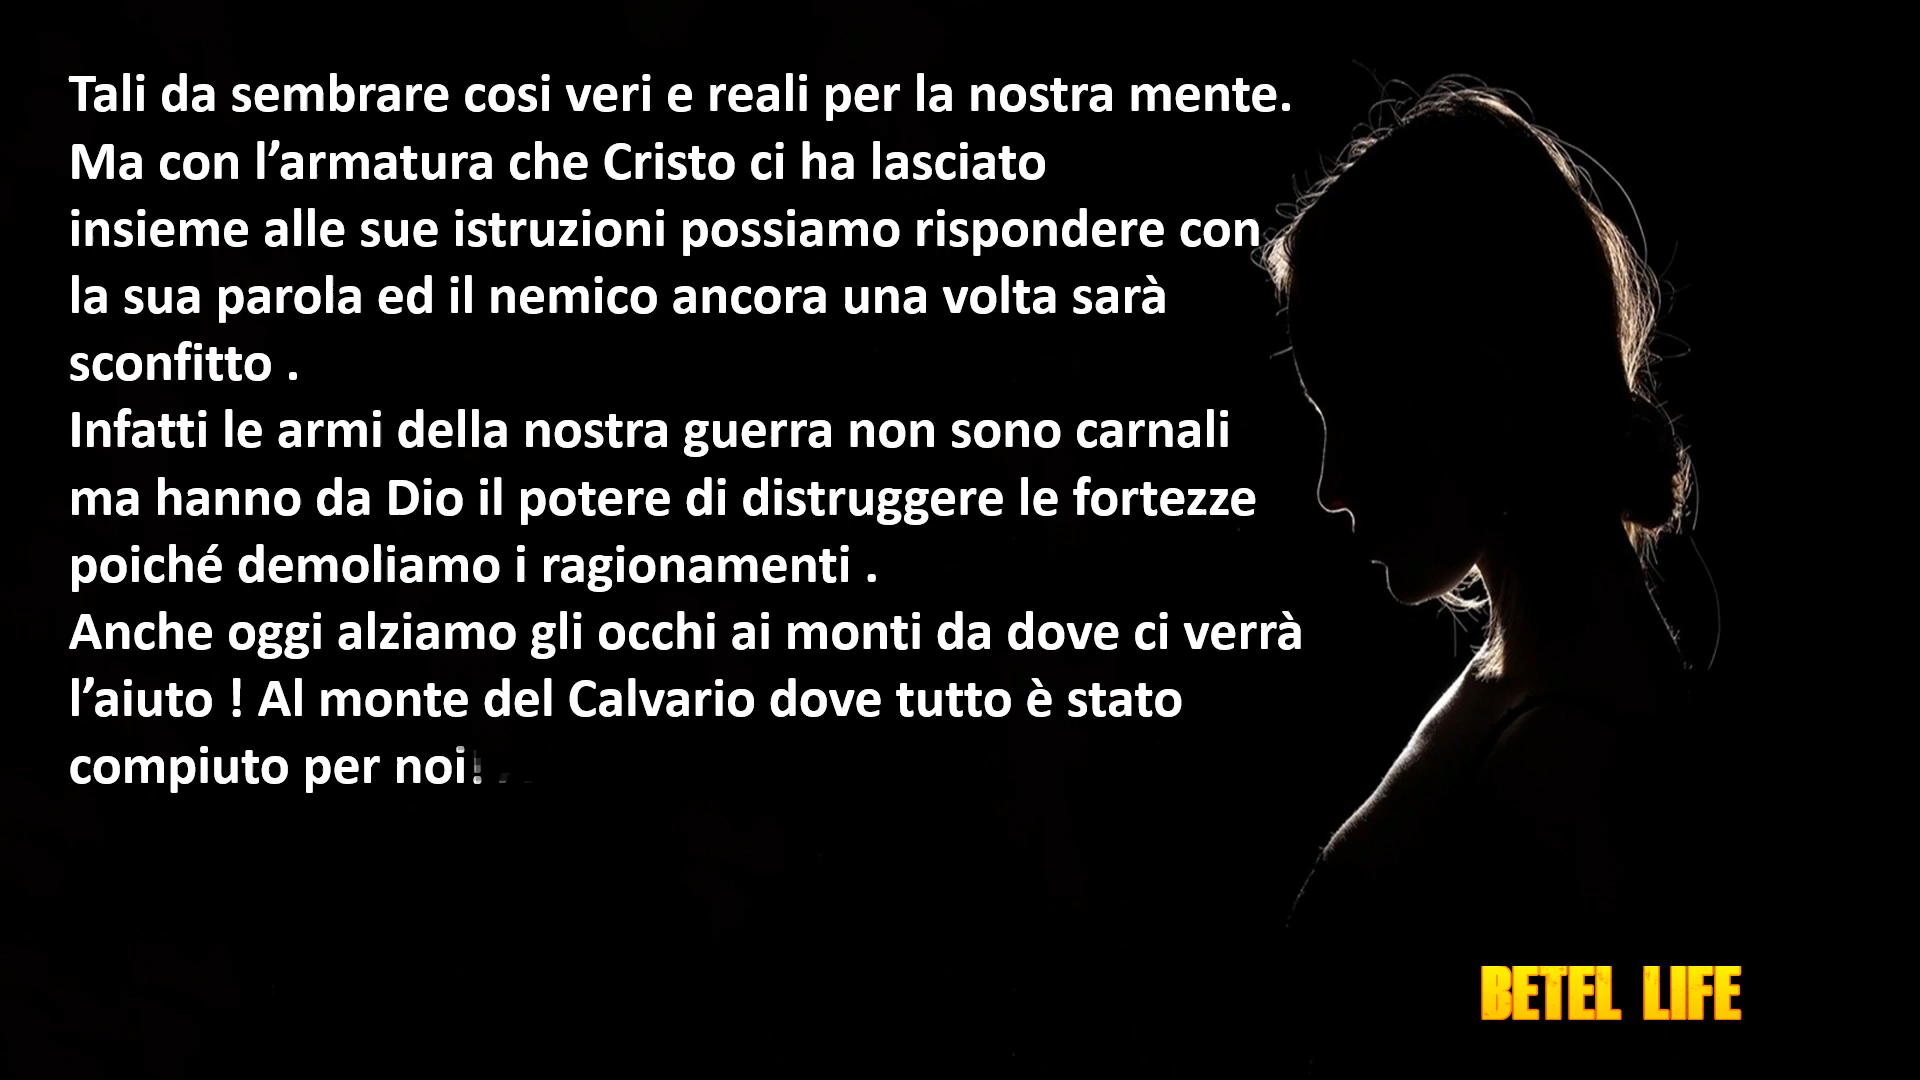 Tali da sembrare cosi veri e reali per la nostra mente.
Ma con l’armatura che Cristo ci ha lasciato
insieme alle sue istruzioni possiamo rispondere con
la sua parola ed il nemico ancora una volta sarà
sconfitto .
Infatti le armi della nostra guerra non sono carnali
ma hanno da Dio il potere di distruggere le fortezze
poiché demoliamo i ragionamenti .
Anche oggi alziamo gli occhi ai monti da dove ci verrà
l’aiuto ! Al monte del Calvario dove tutto è stato
compiuto per noi!
BETEL LIFE